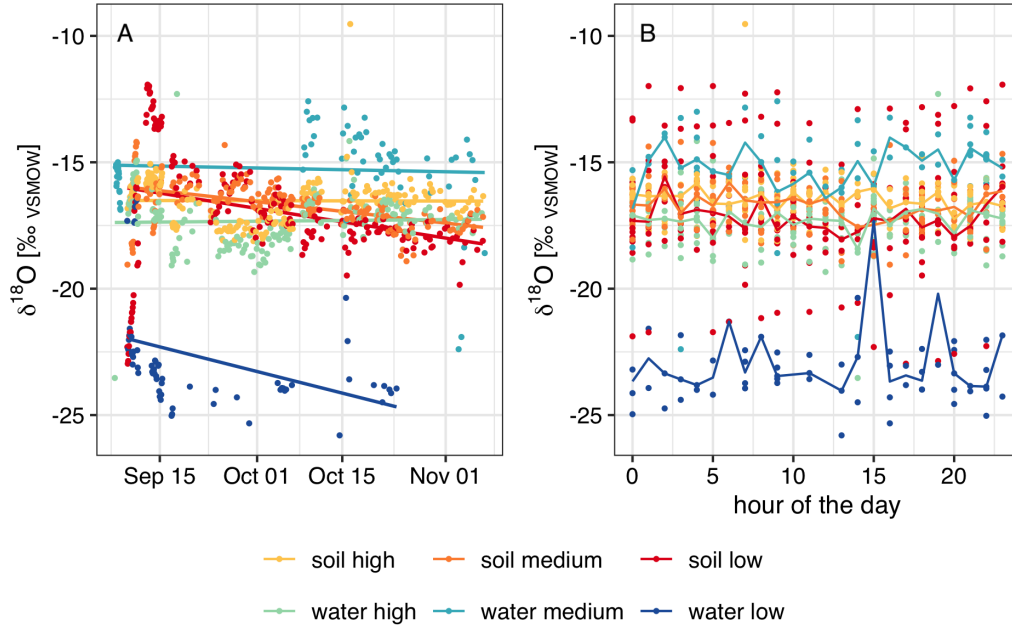 A
B
δ¹⁸O [‰ VSMOW]
-10
-15
-20
-25
Sep 15 Oct 01 Oct 15 Nov 01
δ¹⁸O [‰ VSMOW]
-10
-15
-20
-25
0 5 10 15 20
hour of the day
soil high soil medium soil low
water high water medium water low